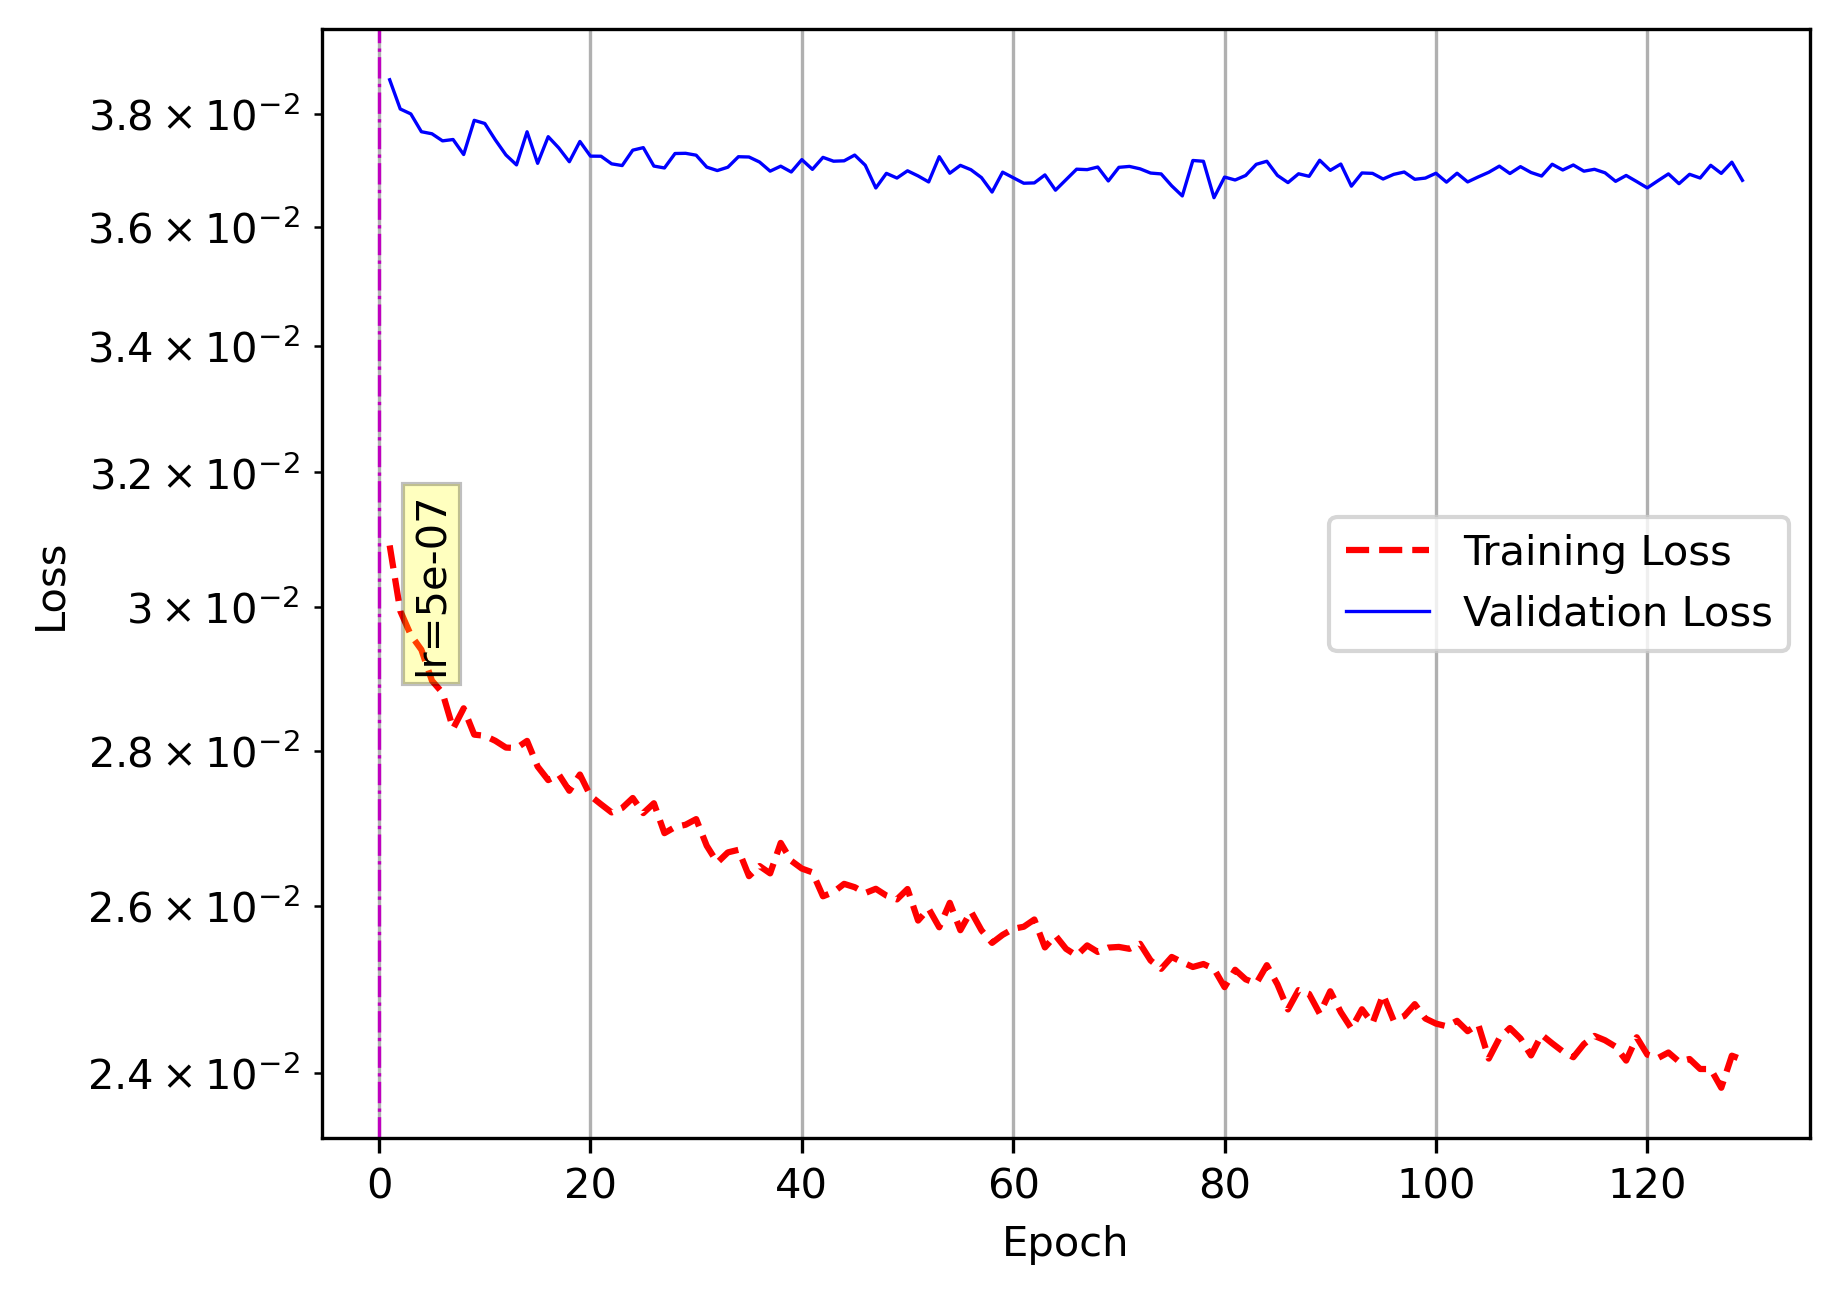 3.8 × 10⁻²
3.6 × 10⁻²
3.4 × 10⁻²
3.2 × 10⁻²
3 × 10⁻²
2.8 × 10⁻²
2.6 × 10⁻²
2.4 × 10⁻²
Loss
lr=5e-07
Training Loss
Validation Loss
0 20 40 60 80 100 120
Epoch